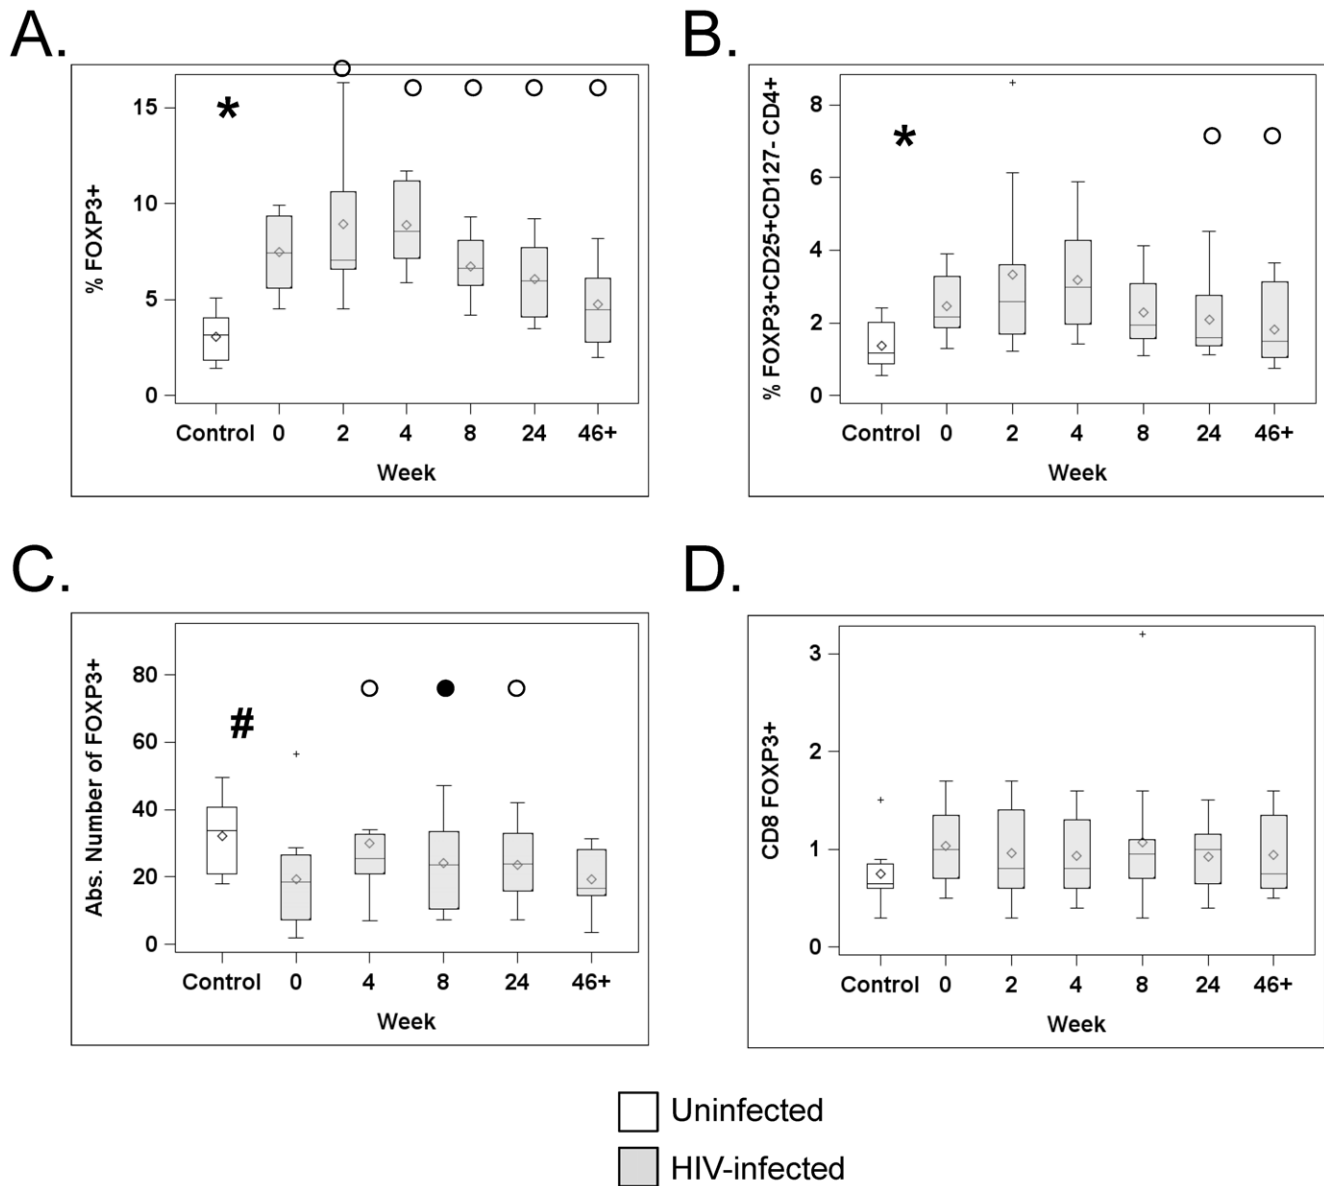 A.
% FOXP3+
15
10
5
0
*
Control 0 2 4 8 24 46+
Week
B.
% FOXP3+CD25+CD127- CD4+
8
6
4
2
0
*
Control 0 2 4 8 24 46+
Week
C.
Abs. Number of FOXP3+
80
60
40
20
0
#
Control 0 4 8 24 46+
Week
D.
CD8 FOXP3+
3
2
1
0
Control 0 2 4 8 24 46+
Week
Uninfected
HIV-infected